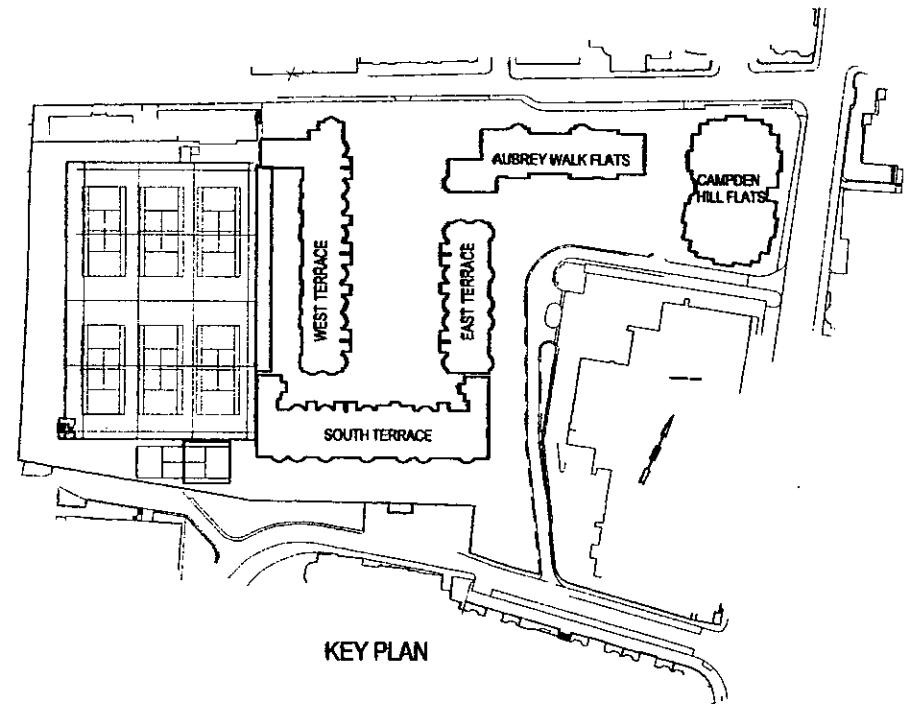 AUBREY WALK FLATS
CAMPDEN
HILL FLATS
WEST TERRACE
EAST TERRACE
SOUTH TERRACE
KEY PLAN